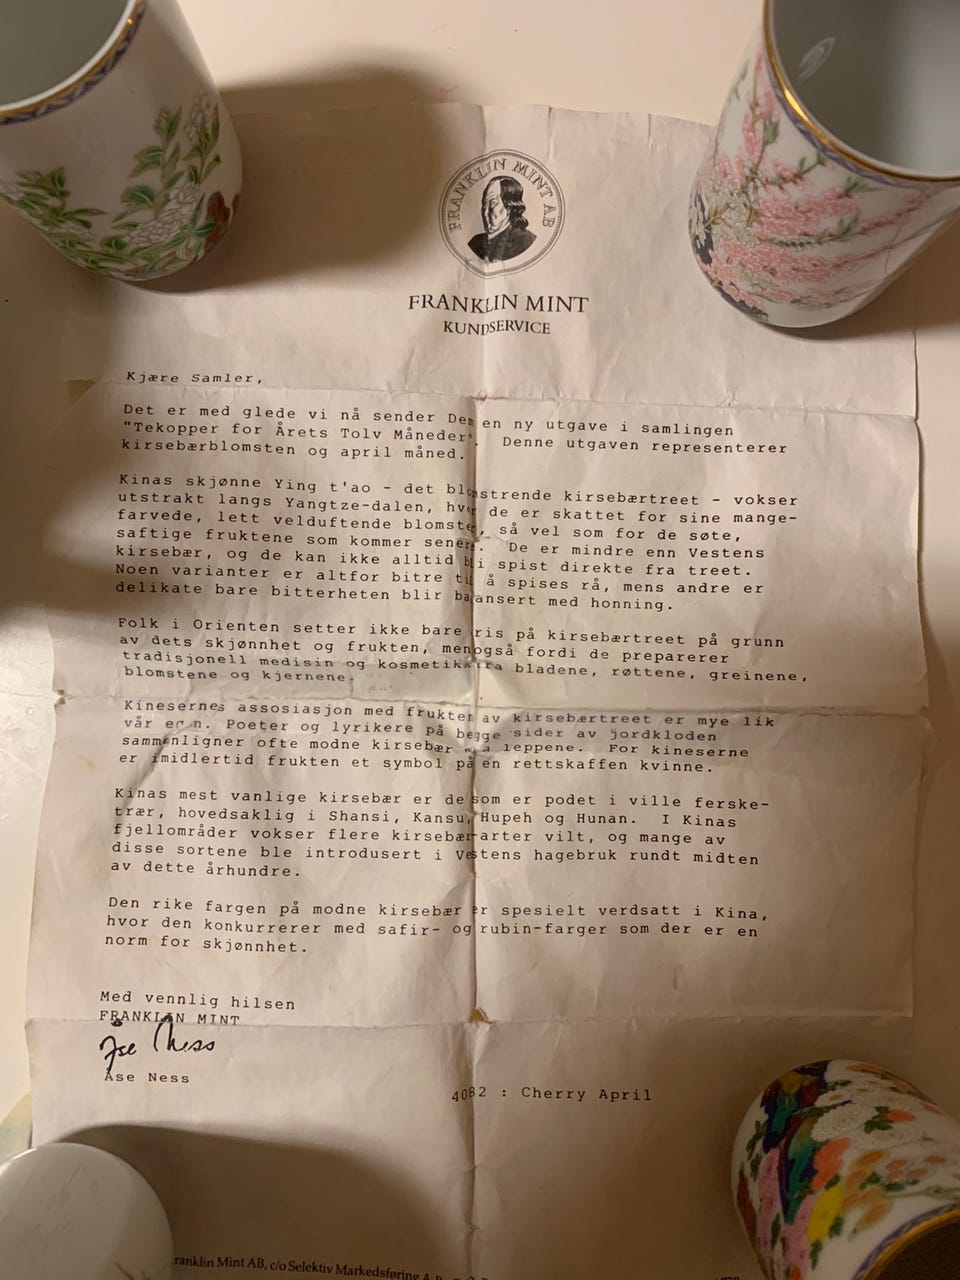 FRANKLIN MINT AB
FRANKLIN MINT
KUNDSERVICE
Kjære Samler,
Det er med glede vi nå sender Dem en ny utgave i samlingen
"Tekopper for Årets Tolv Måneder". Denne utgaven representerer
kirsebærblomsten og april måned.
Kinas skjønne Ying t'ao - det blomstrende kirsebærtreet - vokser
utstrakt langs Yangtze-dalen, hvor de er skattet for sine mange-
farvede, lett velduftende blomster, så vel som for de søte,
saftige fruktene som kommer senere. De er mindre enn Vestens
kirsebær, og de kan ikke alltid bli spist direkte fra treet.
Noen varianter er altfor bitre til å spises rå, mens andre er
delikate bare bitterheten blir balansert med honning.
Folk i Orienten setter ikke bare pris på kirsebærtreet på grunn
av dets skjønnhet og frukten, men også fordi de preparerer
tradisjonell medisin og kosmetikk fra bladene, røttene, greinene,
blomstene og kjernene.
Kinesernes assosiasjon med frukten av kirsebærtreet er mye lik
vår egen. Poeter og lyrikere på begge sider av jordkloden
sammenligner ofte modne kirsebær leppene. For kineserne
er imidlertid frukten et symbol på en rettskaffen kvinne.
Kinas mest vanlige kirsebær er de som er podet i ville fersken-
trær, hovedsaklig i Shansi, Kansu, Hupeh og Hunan. I Kinas
fjellområder vokser flere kirsebærarter vilt, og mange av
disse sortene ble introdusert i Vestens hagebruk rundt midten
av dette århundre.
Den rike fargen på modne kirsebær er spesielt verdsatt i Kina,
hvor den konkurrerer med safir- og rubin-farger som der er en
norm for skjønnhet.
Med vennlig hilsen
FRANKLIN MINT
Åse Ness
Åse Ness
4082 : Cherry April
ranklin Mint AB, c/o Selektiv Markedsføring